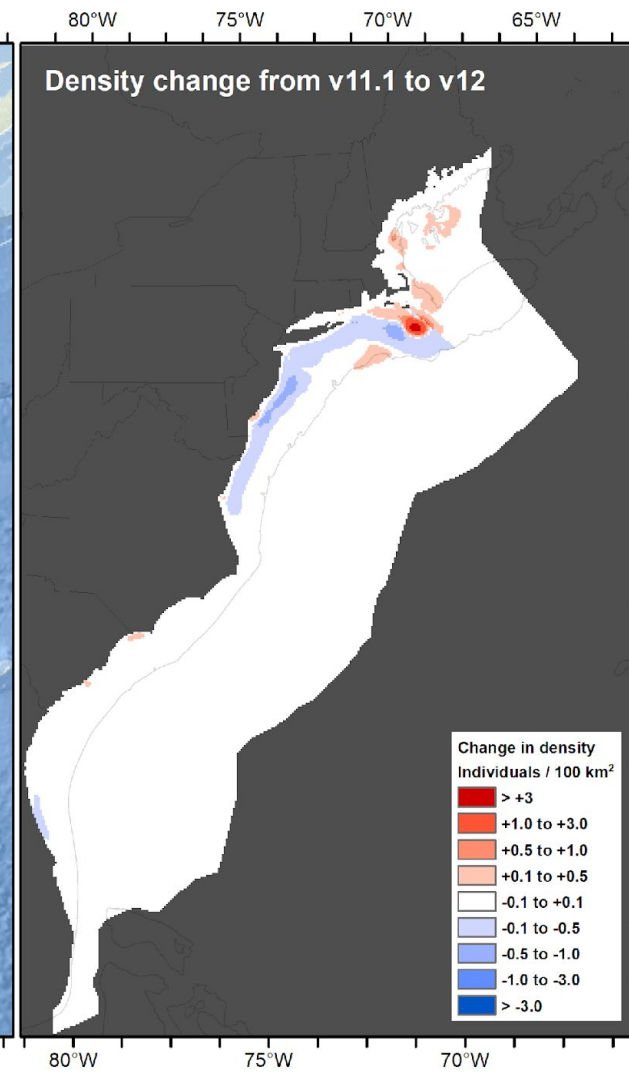 80°W 75°W 70°W 65°W
Density change from v11.1 to v12
Change in density
Individuals / 100 km²
> +3
+1.0 to +3.0
+0.5 to +1.0
+0.1 to +0.5
-0.1 to +0.1
-0.1 to -0.5
-0.5 to -1.0
-1.0 to -3.0
> -3.0
80°W 75°W 70°W